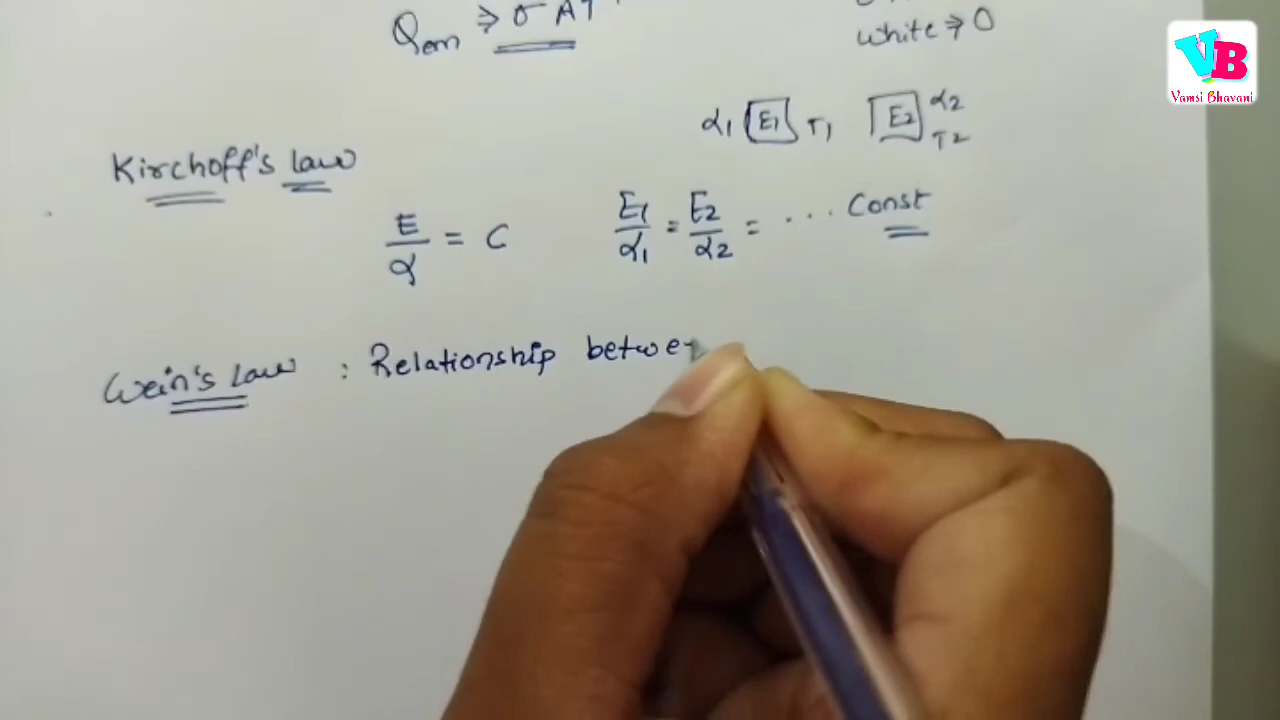 Qem ⇒ σ A T
white ⇒ 0
VB
Vamsi Bhavani
α1 E1 T1 E2 α2 T2
Kirchoff's law
E/α = C E1/α1 = E2/α2 = ... Const
Wein's Law : Relationship betwe